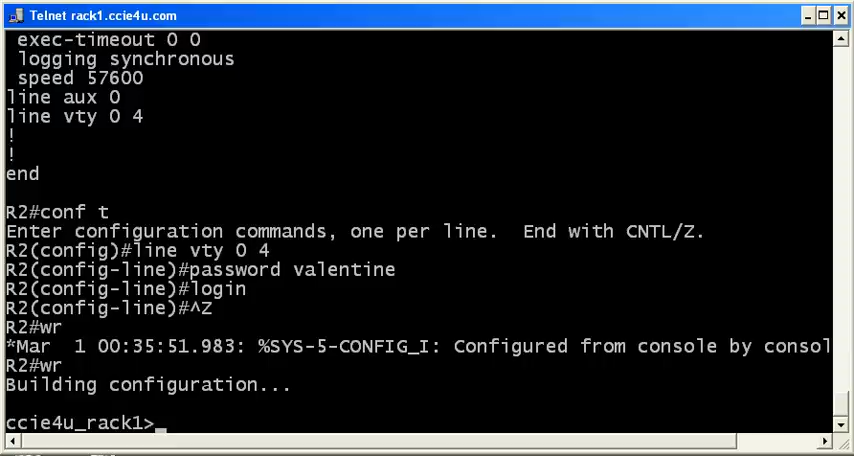 Telnet rack1.ccie4u.com
exec-timeout 0 0
logging synchronous
speed 57600
line aux 0
line vty 0 4
!
!
end
R2#conf t
Enter configuration commands, one per line.  End with CNTL/Z.
R2(config)#line vty 0 4
R2(config-line)#password valentine
R2(config-line)#login
R2(config-line)#^Z
R2#wr
*Mar  1 00:35:51.983: %SYS-5-CONFIG_I: Configured from console by consol
R2#wr
Building configuration...
ccie4u_rack1>_